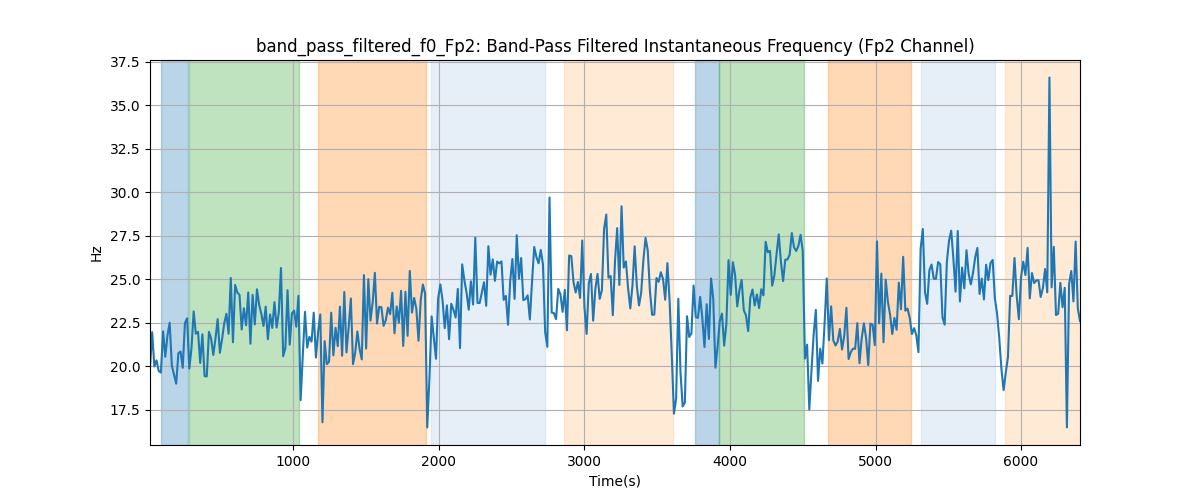 band_pass_filtered_f0_Fp2: Band-Pass Filtered Instantaneous Frequency (Fp2 Channel)
37.5
35.0
32.5
30.0
27.5
25.0
22.5
20.0
17.5
Hz
1000 2000 3000 4000 5000 6000
Time(s)